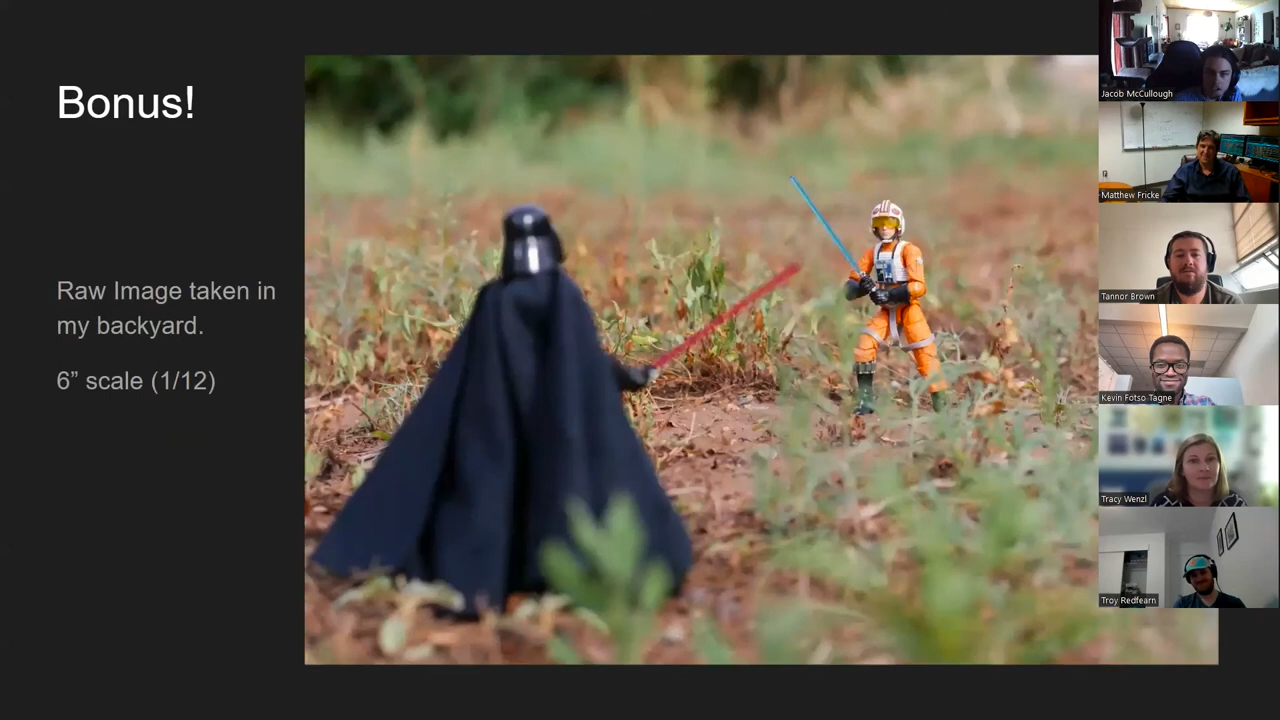 Bonus!
Raw Image taken in
my backyard.
6” scale (1/12)
Jacob McCullough
Matthew Fricke
Tannor Brown
Kevin Fotso Tagne
Tracy Wenzl
Troy Redfearn